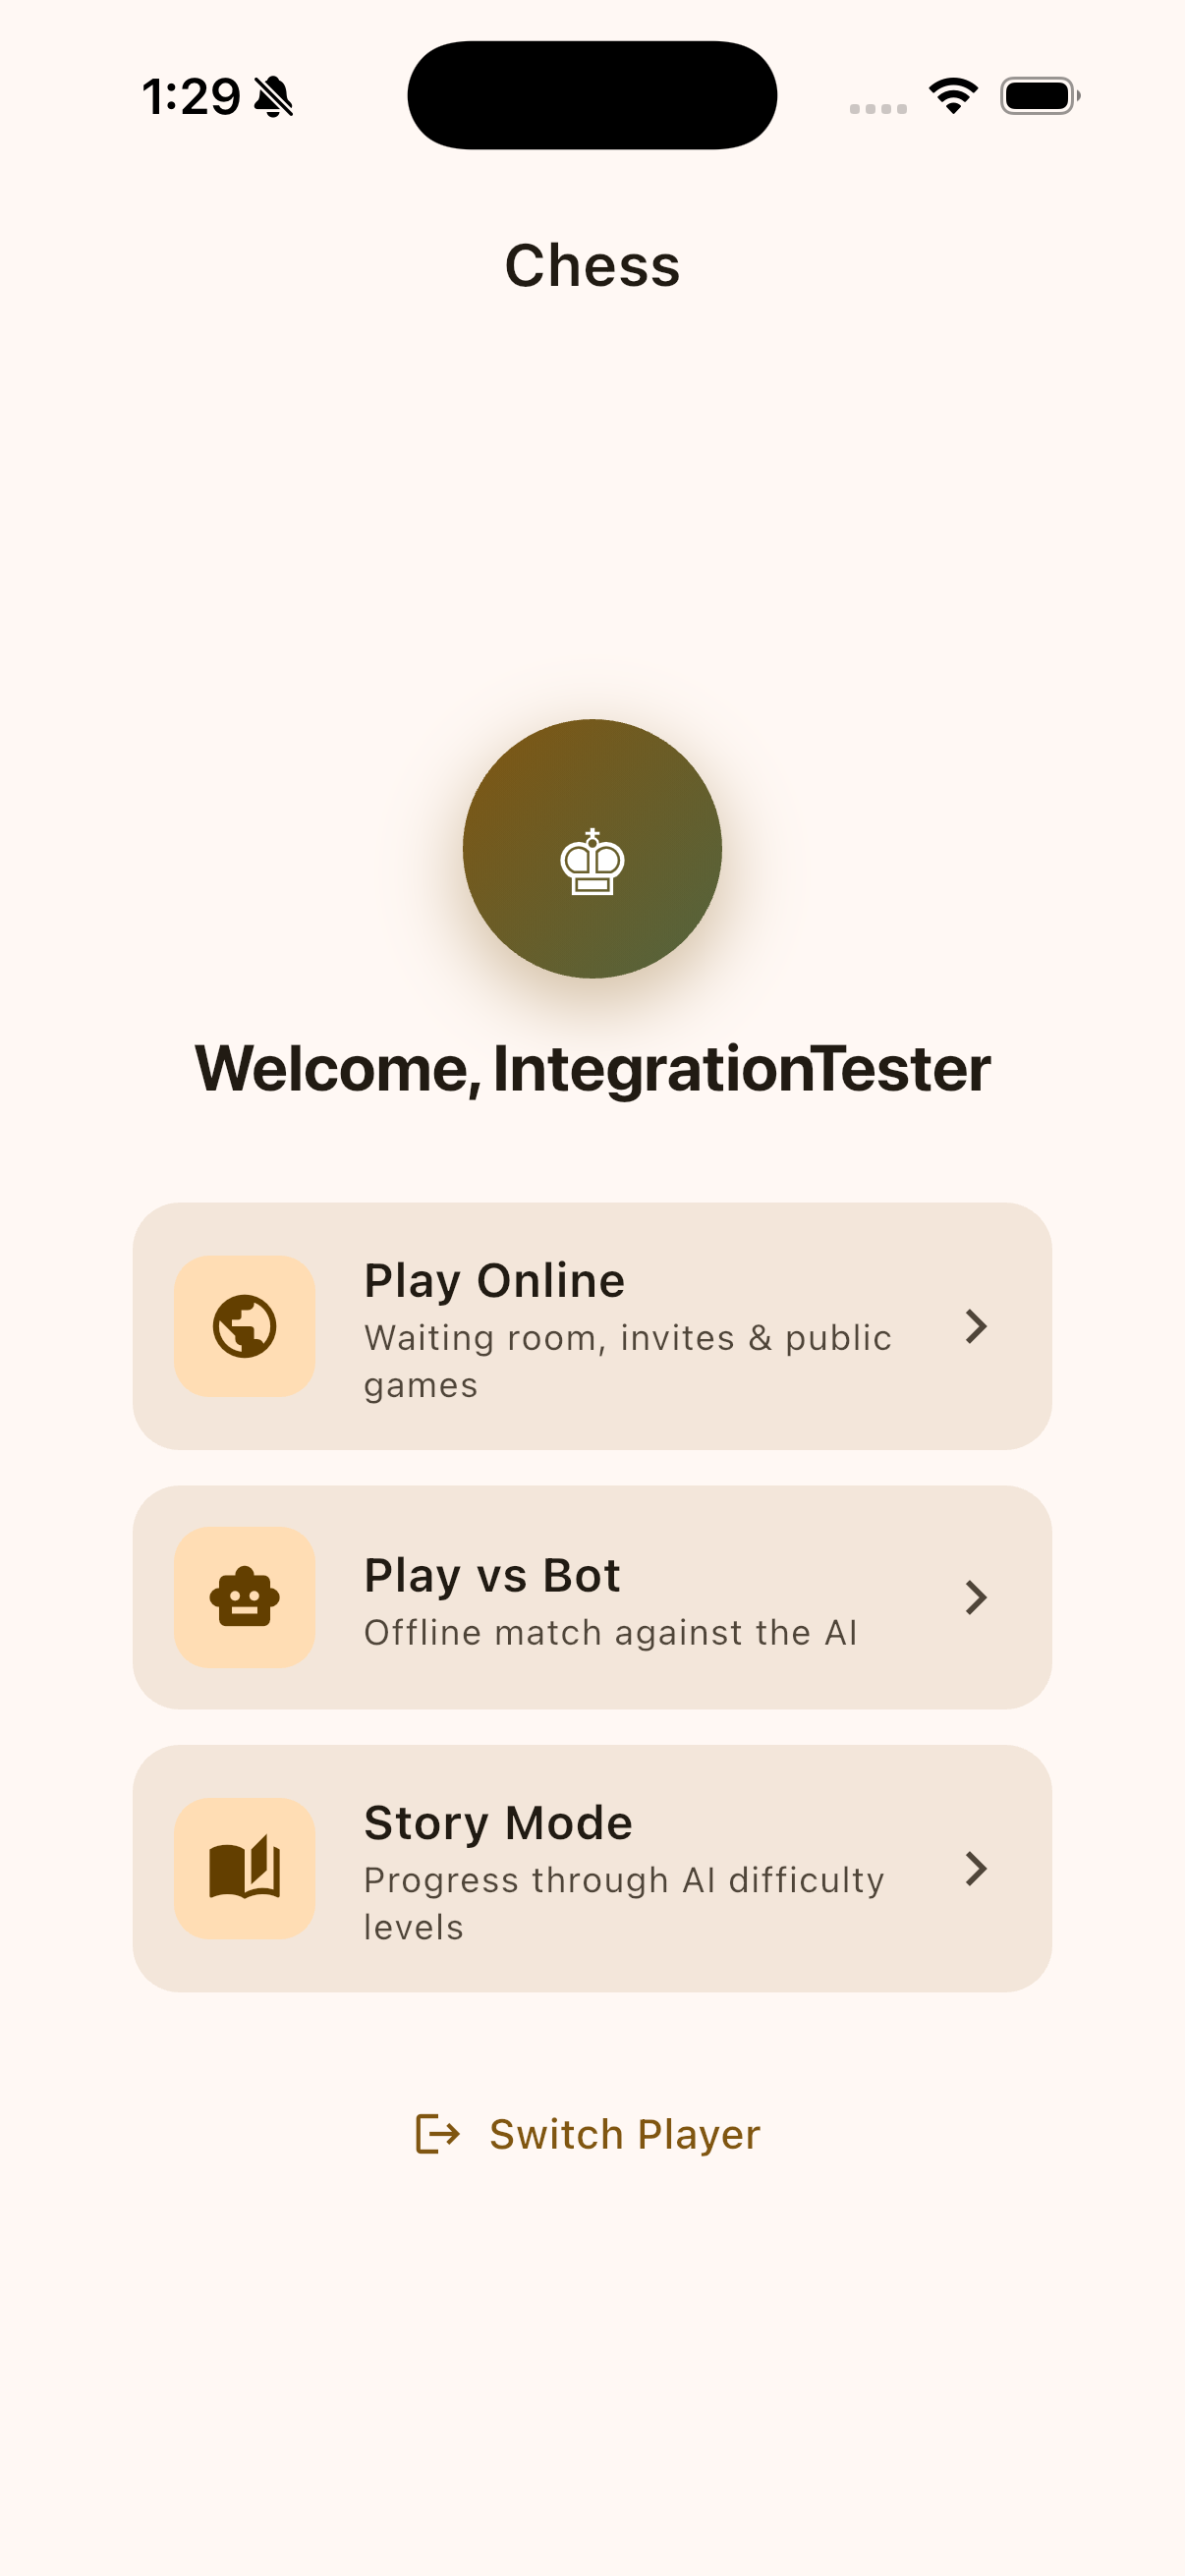 1:29
Chess
Welcome, IntegrationTester
Play Online
Waiting room, invites & public
games
Play vs Bot
Offline match against the AI
Story Mode
Progress through AI difficulty
levels
Switch Player